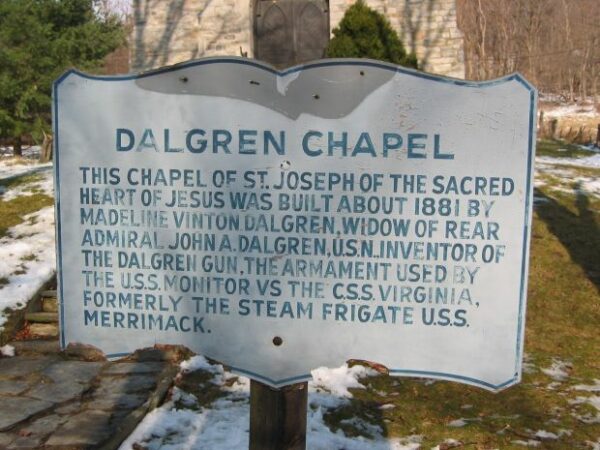 DALGREN CHAPEL
THIS CHAPEL OF ST. JOSEPH OF THE SACRED
HEART OF JESUS WAS BUILT ABOUT 1881 BY
MADELINE VINTON DALGREN, WIDOW OF REAR
ADMIRAL JOHN A. DALGREN, U.S.N. INVENTOR OF
THE DALGREN GUN, THE ARMAMENT USED BY
THE U.S.S. MONITOR VS THE C.S.S. VIRGINIA,
FORMERLY THE STEAM FRIGATE U.S.S.
MERRIMACK.